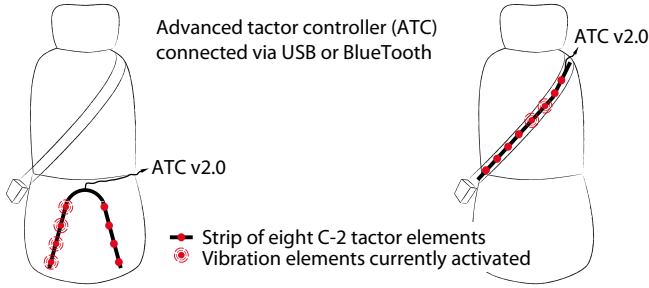 Advanced tactor controller (ATC)
connected via USB or BlueTooth
ATC v2.0
ATC v2.0
Strip of eight C-2 tactor elements
Vibration elements currently activated